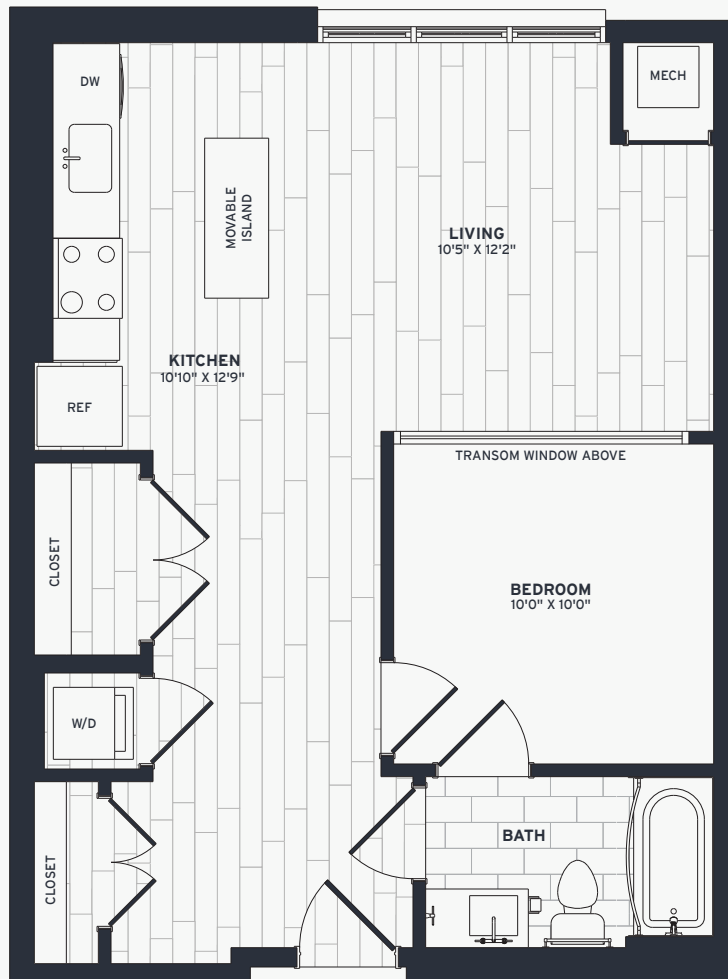 DW
MECH
MOVABLE
ISLAND
LIVING
10'5" X 12'2"
KITCHEN
10'10" X 12'9"
REF
TRANSOM WINDOW ABOVE
CLOSET
BEDROOM
10'0" X 10'0"
W/D
BATH
CLOSET